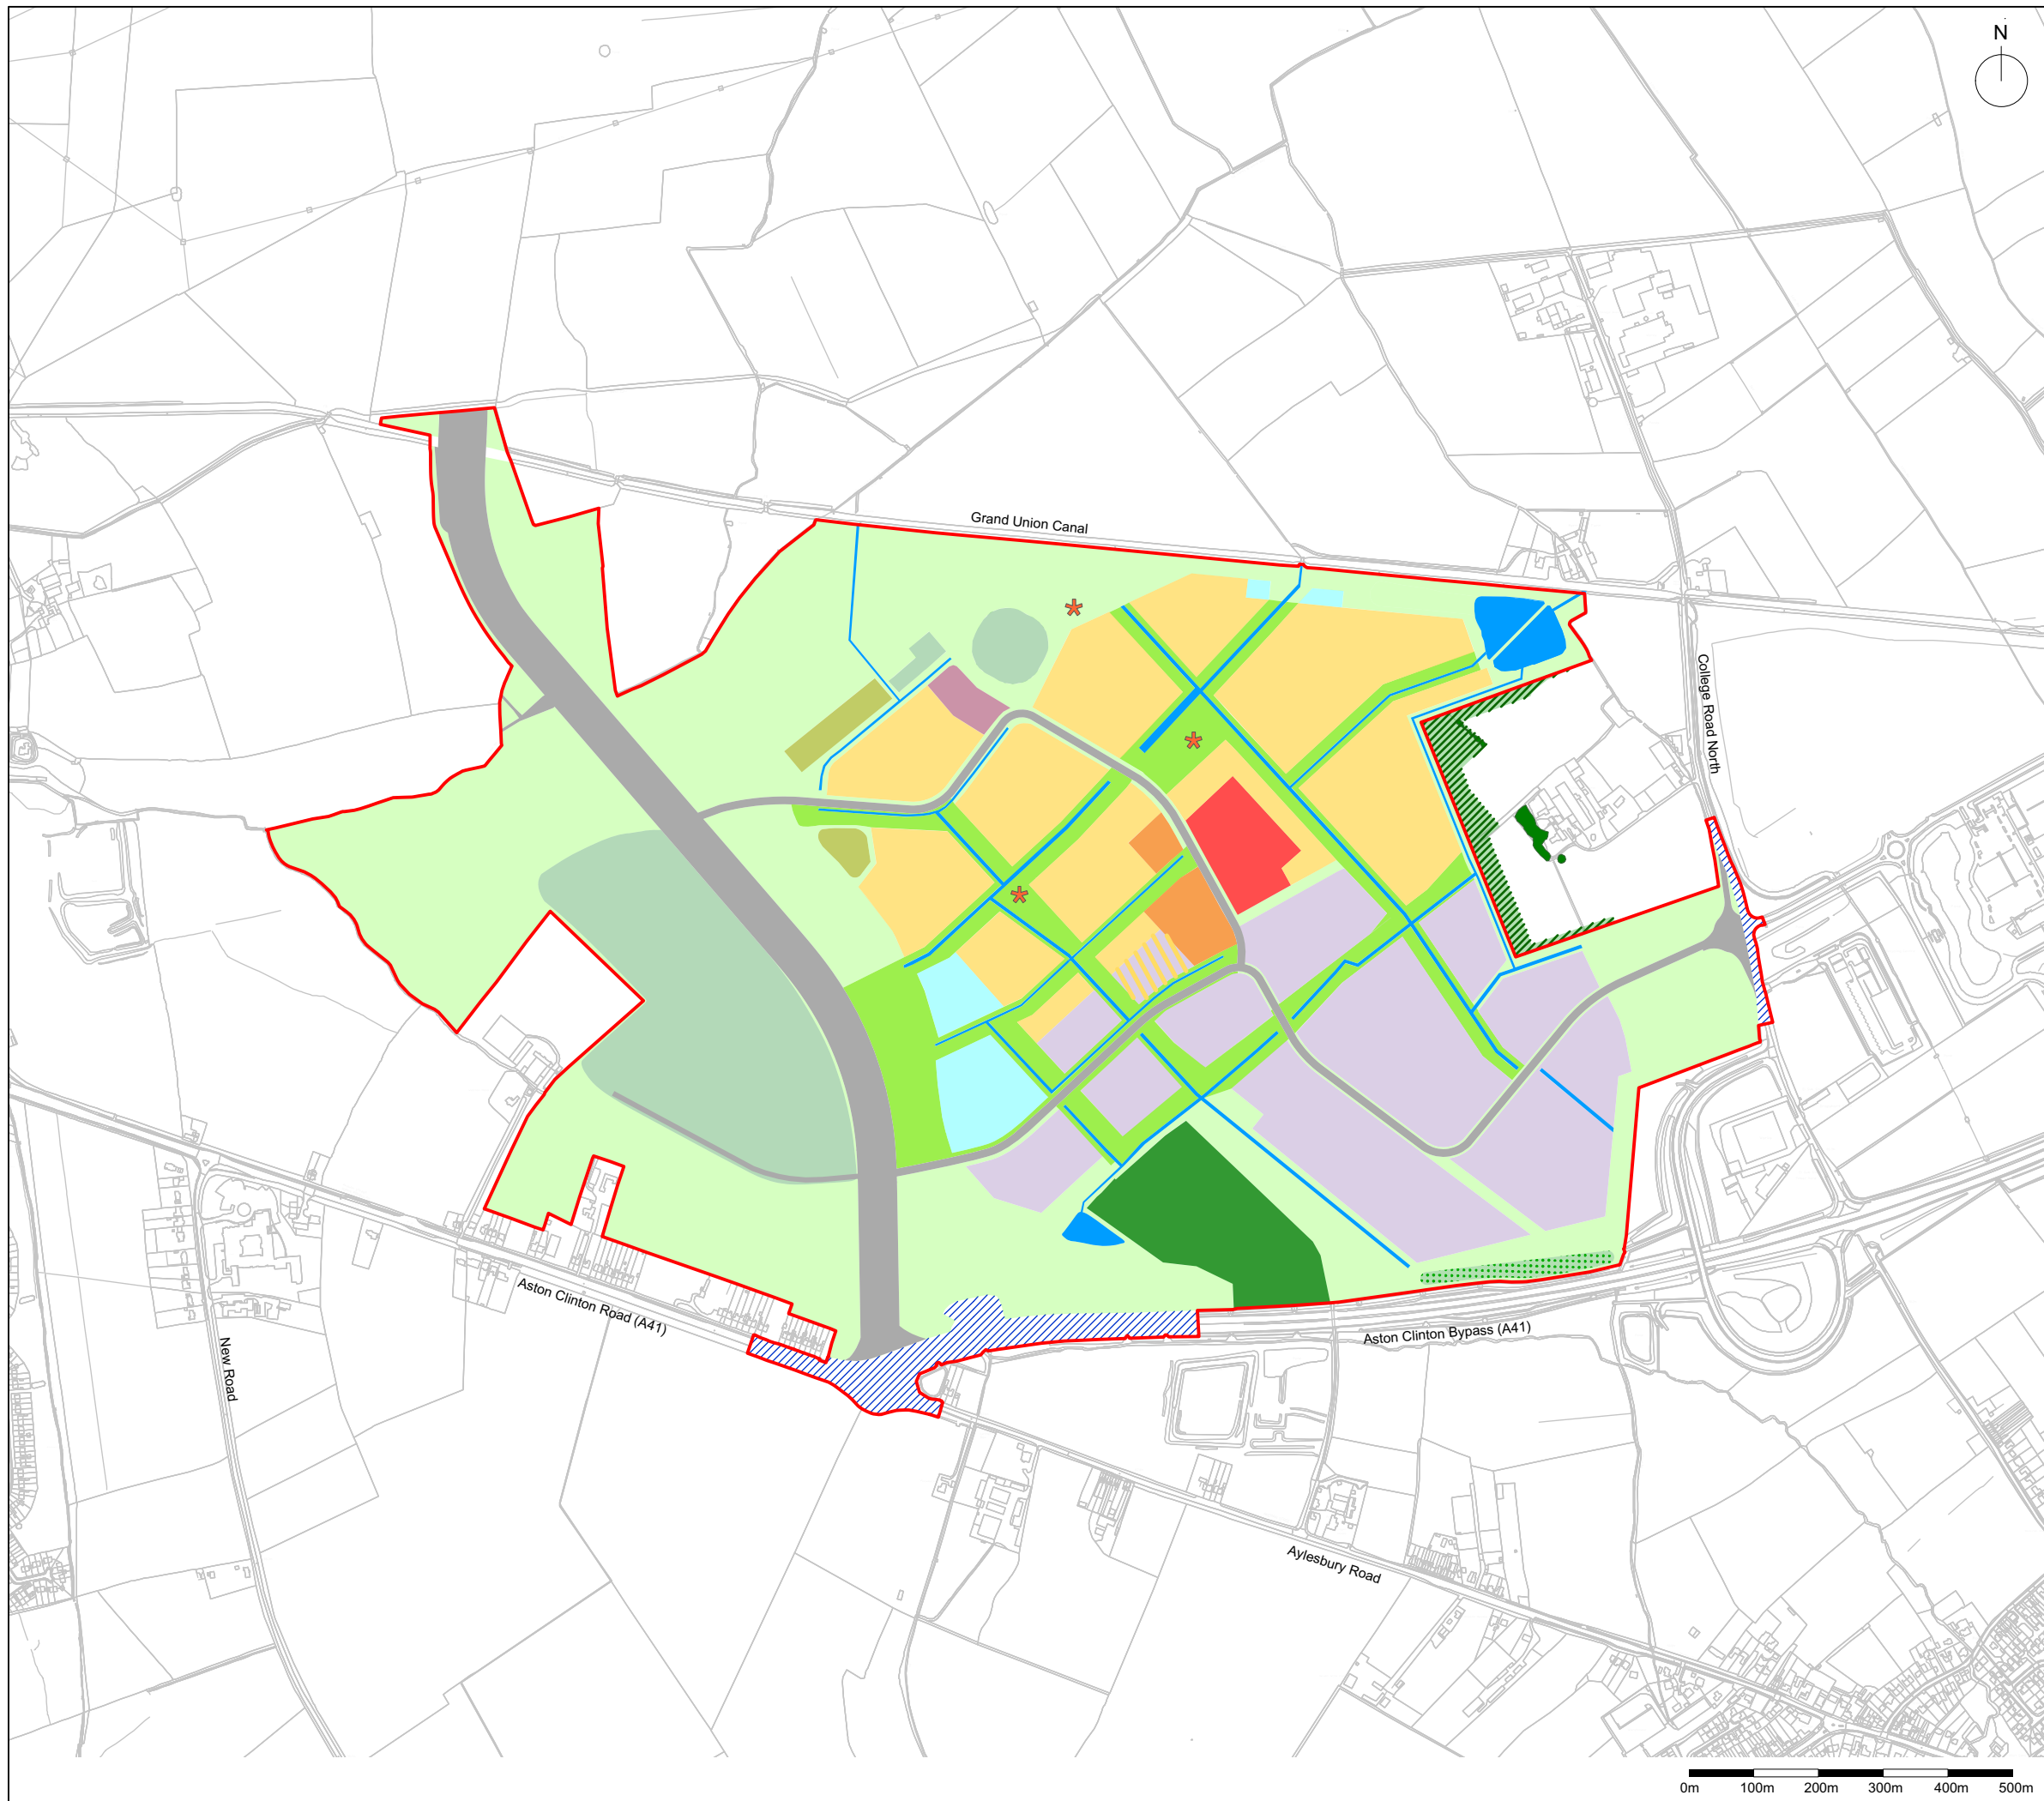 N
Grand Union Canal
College Road North
Aston Clinton Road (A41)
New Road
Aston Clinton Bypass (A41)
Aylesbury Road
0m 100m 200m 300m 400m 500m